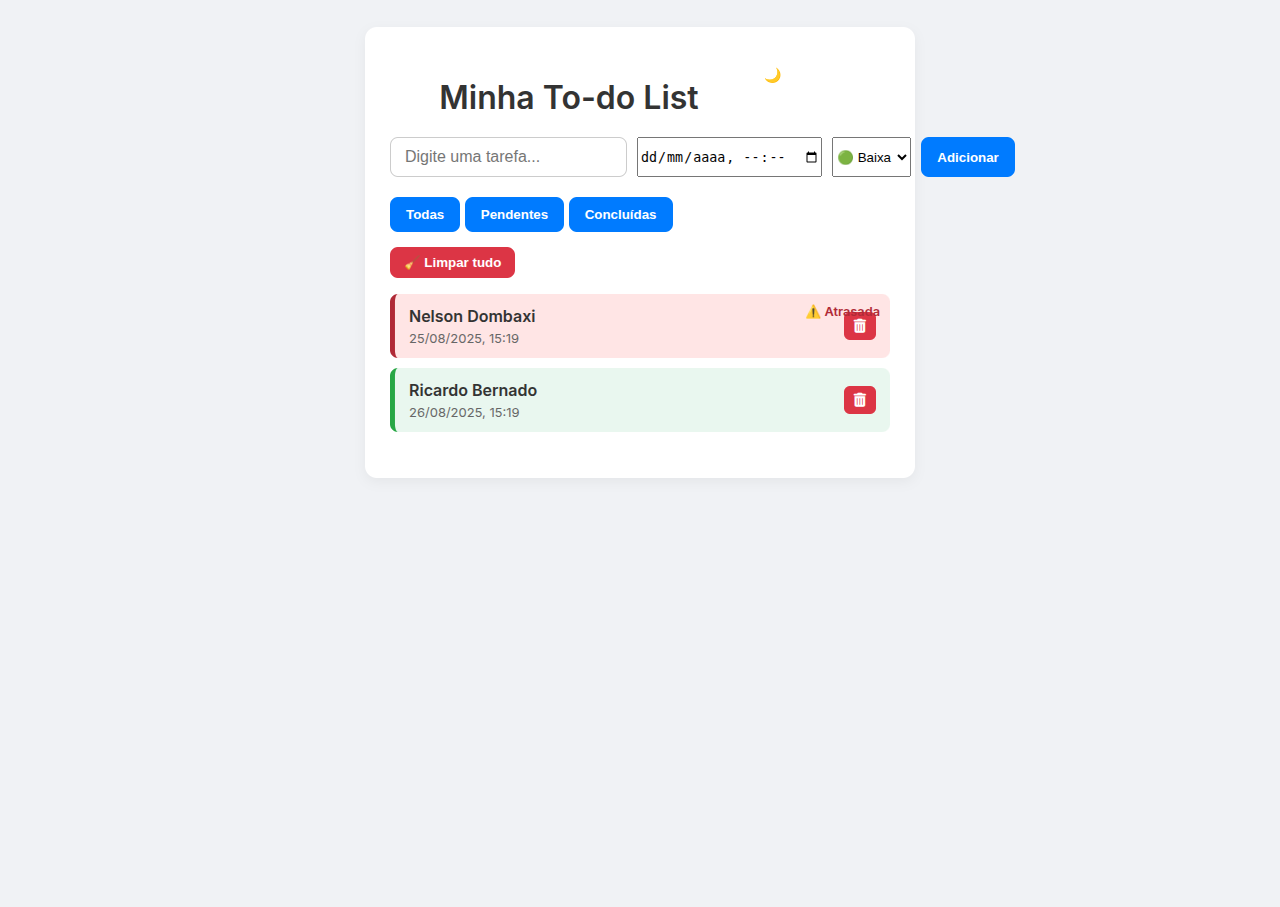 Minha To-do List 🌙
Digite uma tarefa... dd/mm/aaaa, --:-- 🟢 Baixa Adicionar
Todas Pendentes Concluídas
🧹 Limpar tudo
Nelson Dombaxi ⚠️ Atrasada
25/08/2025, 15:19
Ricardo Bernado
26/08/2025, 15:19